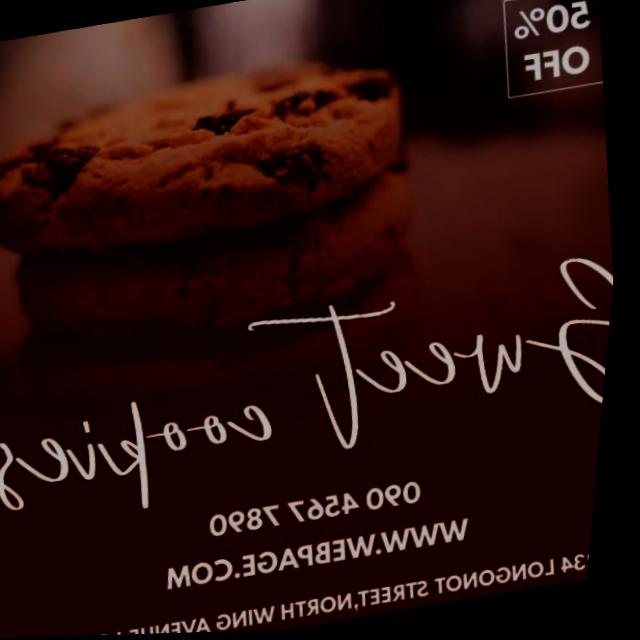 50%
OFF
Sweet
cookies
090 4567 7890
WWW.WEBPAGE.COM
34 LONGONOT STREET, NORTH WING AVENUE